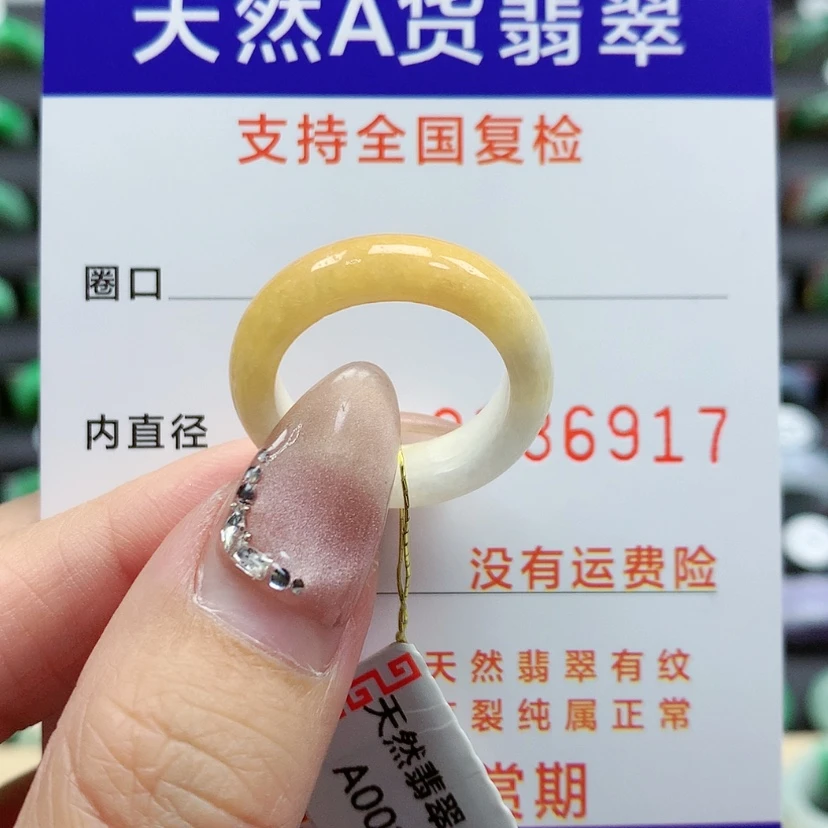 天然A货翡翠
支持全国复检
圈口
内直径
86917
没有运费险
天然翡翠有纹
裂纯属正常
赏期
天然翡翠
A00